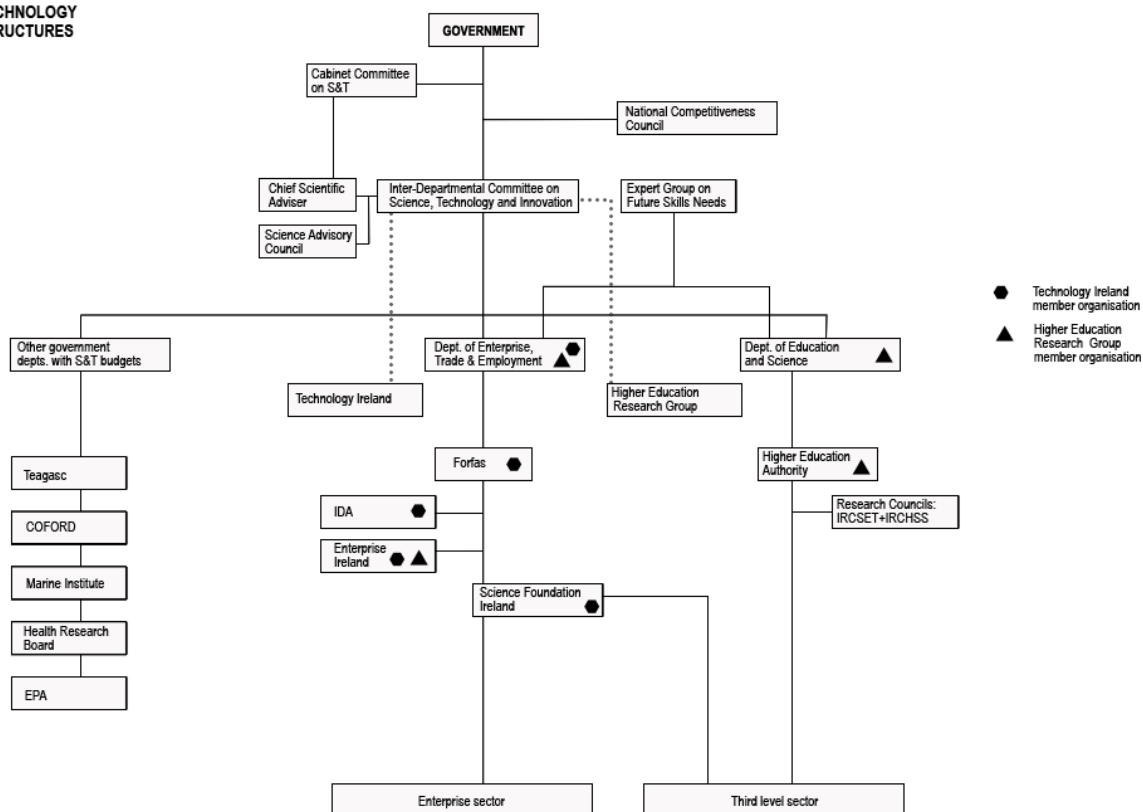 CHNOLOGY
RUCTURES
GOVERNMENT
Cabinet Committee
on S&T
National Competitiveness
Council
Chief Scientific
Adviser
Inter-Departmental Committee on
Science, Technology and Innovation
Expert Group on
Future Skills Needs
Science Advisory
Council
Technology Ireland
member organisation
Higher Education
Research Group
member organisation
Other government
depts. with S&T budgets
Dept. of Enterprise,
Trade & Employment
Dept. of Education
and Science
Technology Ireland
Higher Education
Research Group
Teagasc
Forfas
Higher Education
Authority
COFORD
IDA
Research Councils:
IRCSET+IRCHSS
Enterprise
Ireland
Marine Institute
Science Foundation
Ireland
Health Research
Board
EPA
Enterprise sector
Third level sector